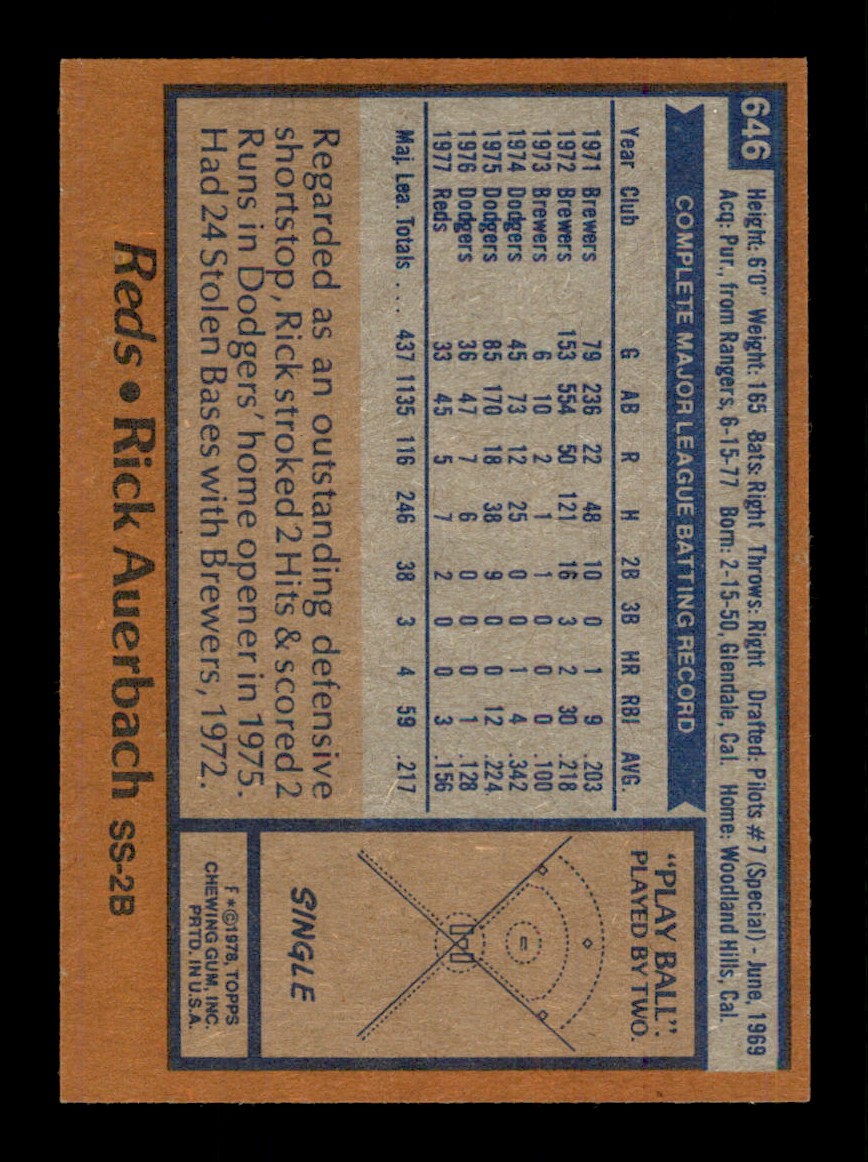 646
Height: 6'0" Weight: 165 Bats: Right Throws: Right Drafted: Pilots #7 (Special) - June, 1969
Acq: Pur., from Rangers, 6-15-77 Born: 2-15-50, Glendale, Cal. Home: Woodland Hills, Cal.
COMPLETE MAJOR LEAGUE BATTING RECORD
Year Club G AB R H 2B 3B HR RBI AVG.
1971 Brewers 79 236 22 48 10 0 1 9 .203
1972 Brewers 153 554 50 121 16 3 2 30 .218
1973 Brewers 6 10 2 1 1 0 0 0 .100
1974 Dodgers 45 73 12 25 0 0 1 4 .342
1975 Dodgers 85 170 18 38 9 0 0 12 .224
1976 Dodgers 36 47 7 6 0 0 0 1 .128
1977 Reds 33 45 5 7 2 0 0 3 .156
Maj. Lea. Totals . . . 437 1135 116 246 38 3 4 59 .217
Regarded as an outstanding defensive
shortstop, Rick stroked 2 Hits & scored 2
Runs in Dodgers' home opener in 1975.
Had 24 Stolen Bases with Brewers, 1972.
"PLAY BALL".
PLAYED BY TWO.
SINGLE
F*©1978, TOPPS
CHEWING GUM, INC.
PRTD. IN U.S.A.
Reds • Rick Auerbach SS-2B